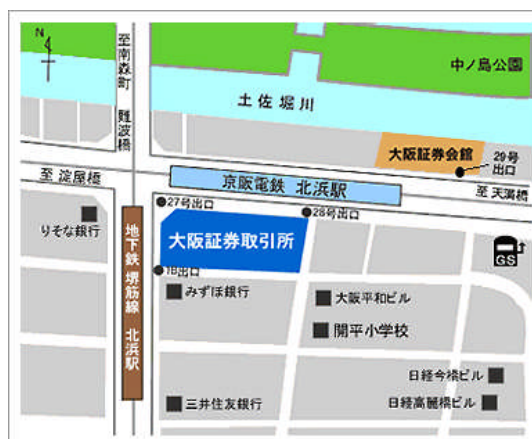 N
至南森町
難波橋
中ノ島公園
土佐堀川
大阪証券会館
29号
出口
至 淀屋橋
京阪電鉄 北浜駅
至 天満橋
27号出口
28号出口
りそな銀行
地下鉄 堺筋線 北浜駅
大阪証券取引所
GS
1B出口
みずほ銀行
大阪平和ビル
開平小学校
日経今橋ビル
三井住友銀行
日経高麗橋ビル